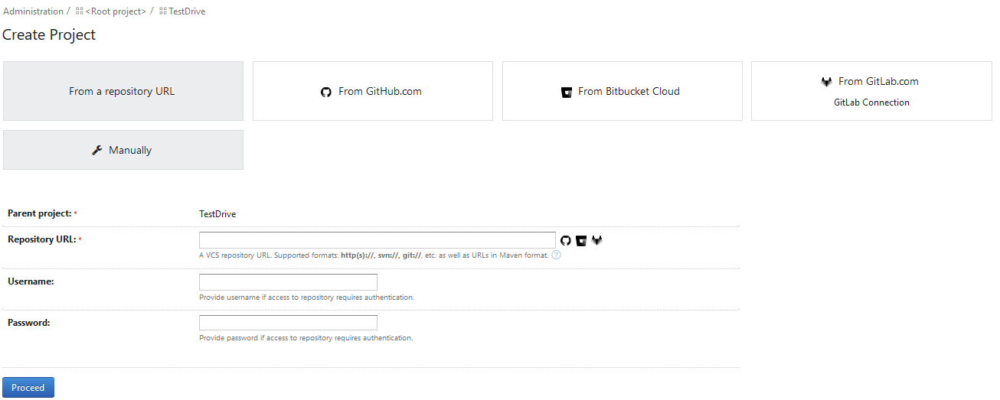 Administration / <Root project> / TestDrive
Create Project
From a repository URL
From GitHub.com
From Bitbucket Cloud
From GitLab.com
GitLab Connection
Manually
Parent project: * TestDrive
Repository URL: *
A VCS repository URL. Supported formats: http(s)://, svn://, git://, etc. as well as URLs in Maven format. ?
Username:
Provide username if access to repository requires authentication.
Password:
Provide password if access to repository requires authentication.
Proceed